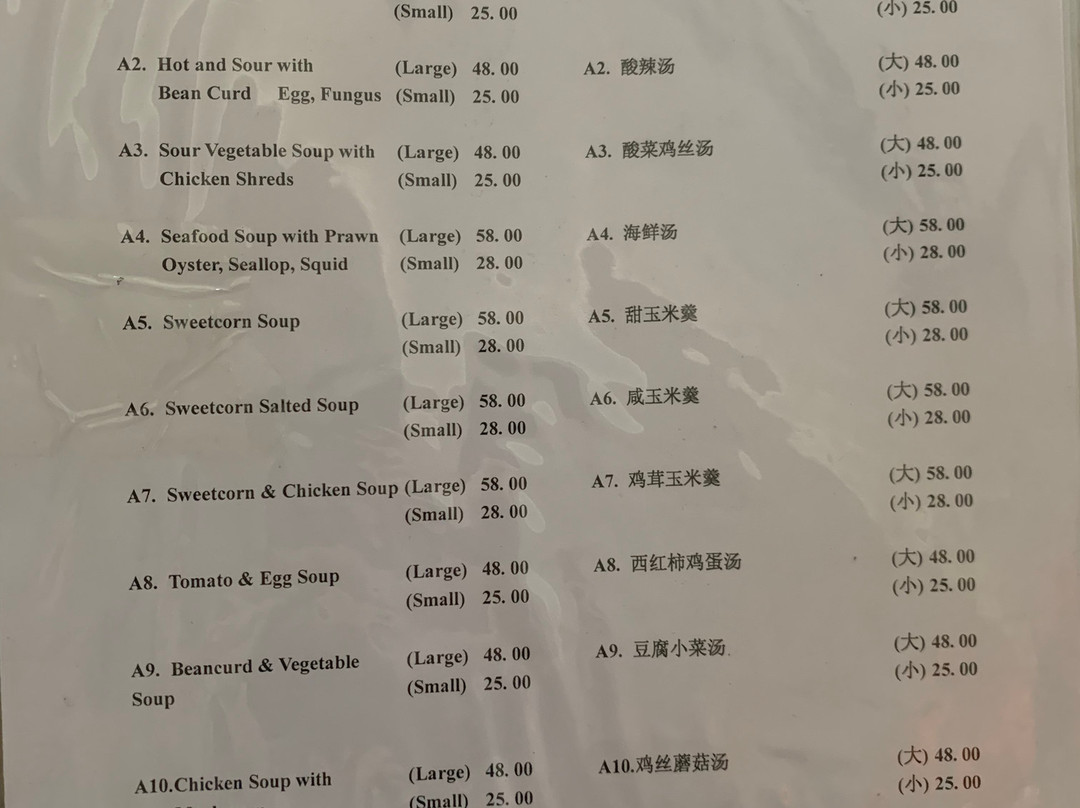 (Small) 25. 00 (小) 25. 00
A2. Hot and Sour with (Large) 48. 00 A2. 酸辣汤 (大) 48. 00
Bean Curd Egg, Fungus (Small) 25. 00 (小) 25. 00
A3. Sour Vegetable Soup with (Large) 48. 00 A3. 酸菜鸡丝汤 (大) 48. 00
Chicken Shreds (Small) 25. 00 (小) 25. 00
A4. Seafood Soup with Prawn (Large) 58. 00 A4. 海鲜汤 (大) 58. 00
Oyster, Seallop, Squid (Small) 28. 00 (小) 28. 00
A5. Sweetcorn Soup (Large) 58. 00 A5. 甜玉米羹 (大) 58. 00
(Small) 28. 00 (小) 28. 00
A6. Sweetcorn Salted Soup (Large) 58. 00 A6. 咸玉米羹 (大) 58. 00
(Small) 28. 00 (小) 28. 00
A7. Sweetcorn & Chicken Soup (Large) 58. 00 A7. 鸡茸玉米羹 (大) 58. 00
(Small) 28. 00 (小) 28. 00
A8. Tomato & Egg Soup (Large) 48. 00 A8. 西红柿鸡蛋汤 (大) 48. 00
(Small) 25. 00 (小) 25. 00
A9. Beancurd & Vegetable (Large) 48. 00 A9. 豆腐小菜汤. (大) 48. 00
Soup (Small) 25. 00 (小) 25. 00
A10.Chicken Soup with (Large) 48. 00 A10.鸡丝蘑菇汤 (大) 48. 00
(Small) 25. 00 (小) 25. 00